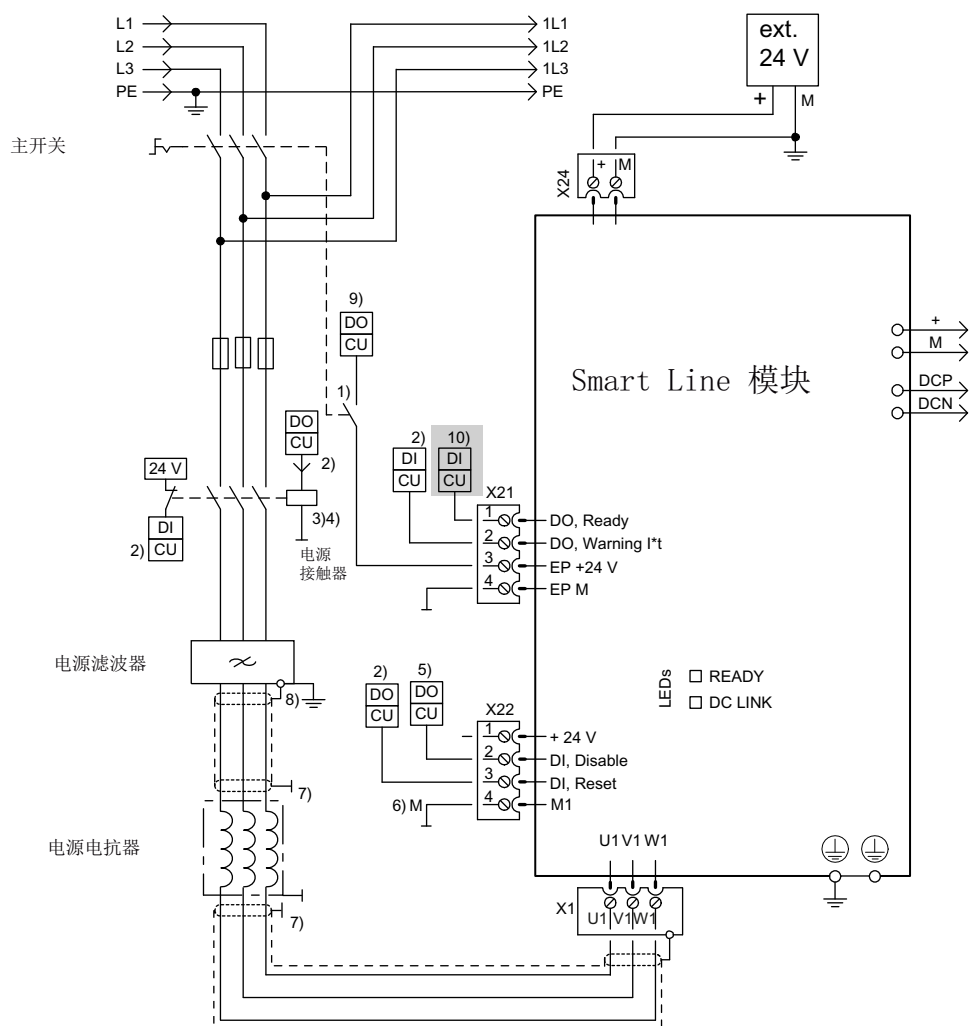 L1
1L1
L2
1L2
L3
1L3
PE
PE
ext.
24 V
+
M
主开关
X24
+ M
9)
DO
CU
+
M
DCP
DCN
Smart Line 模块
1)
DO
CU
2)
2)
DI
CU
10)
DI
CU
24 V
3)4)
DI
2) CU
电源
接触器
X21
1 DO, Ready
2 DO, Warning I*t
3 EP +24 V
4 EP M
电源滤波器
8)
LEDs
READY
DC LINK
2)
DO
CU
5)
DO
CU
X22
1 + 24 V
2 DI, Disable
3 DI, Reset
6) M 4 M1
7)
电源电抗器
U1 V1 W1
X1
U1 V1 W1
7)